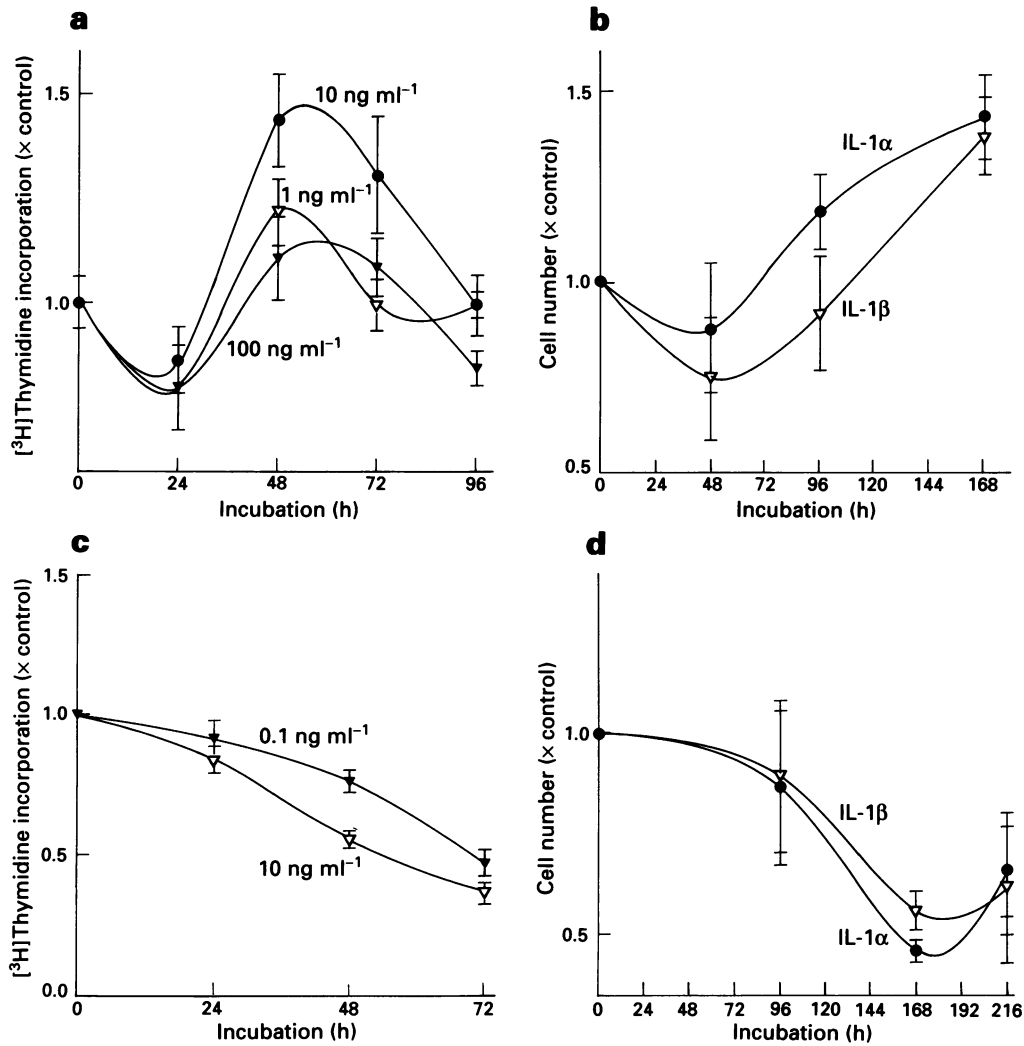 a
[³H]Thymidine incorporation (× control)
1.5
1.0
10 ng ml⁻¹
1 ng ml⁻¹
100 ng ml⁻¹
0 24 48 72 96
Incubation (h)
b
Cell number (× control)
1.5
1.0
0.5
IL-1α
IL-1β
0 24 48 72 96 120 144 168
Incubation (h)
c
[³H]Thymidine incorporation (× control)
1.5
1.0
0.5
0.0
0.1 ng ml⁻¹
10 ng ml⁻¹
0 24 48 72
Incubation (h)
d
Cell number (× control)
1.0
0.5
IL-1β
IL-1α
0 24 48 72 96 120 144 168 192 216
Incubation (h)